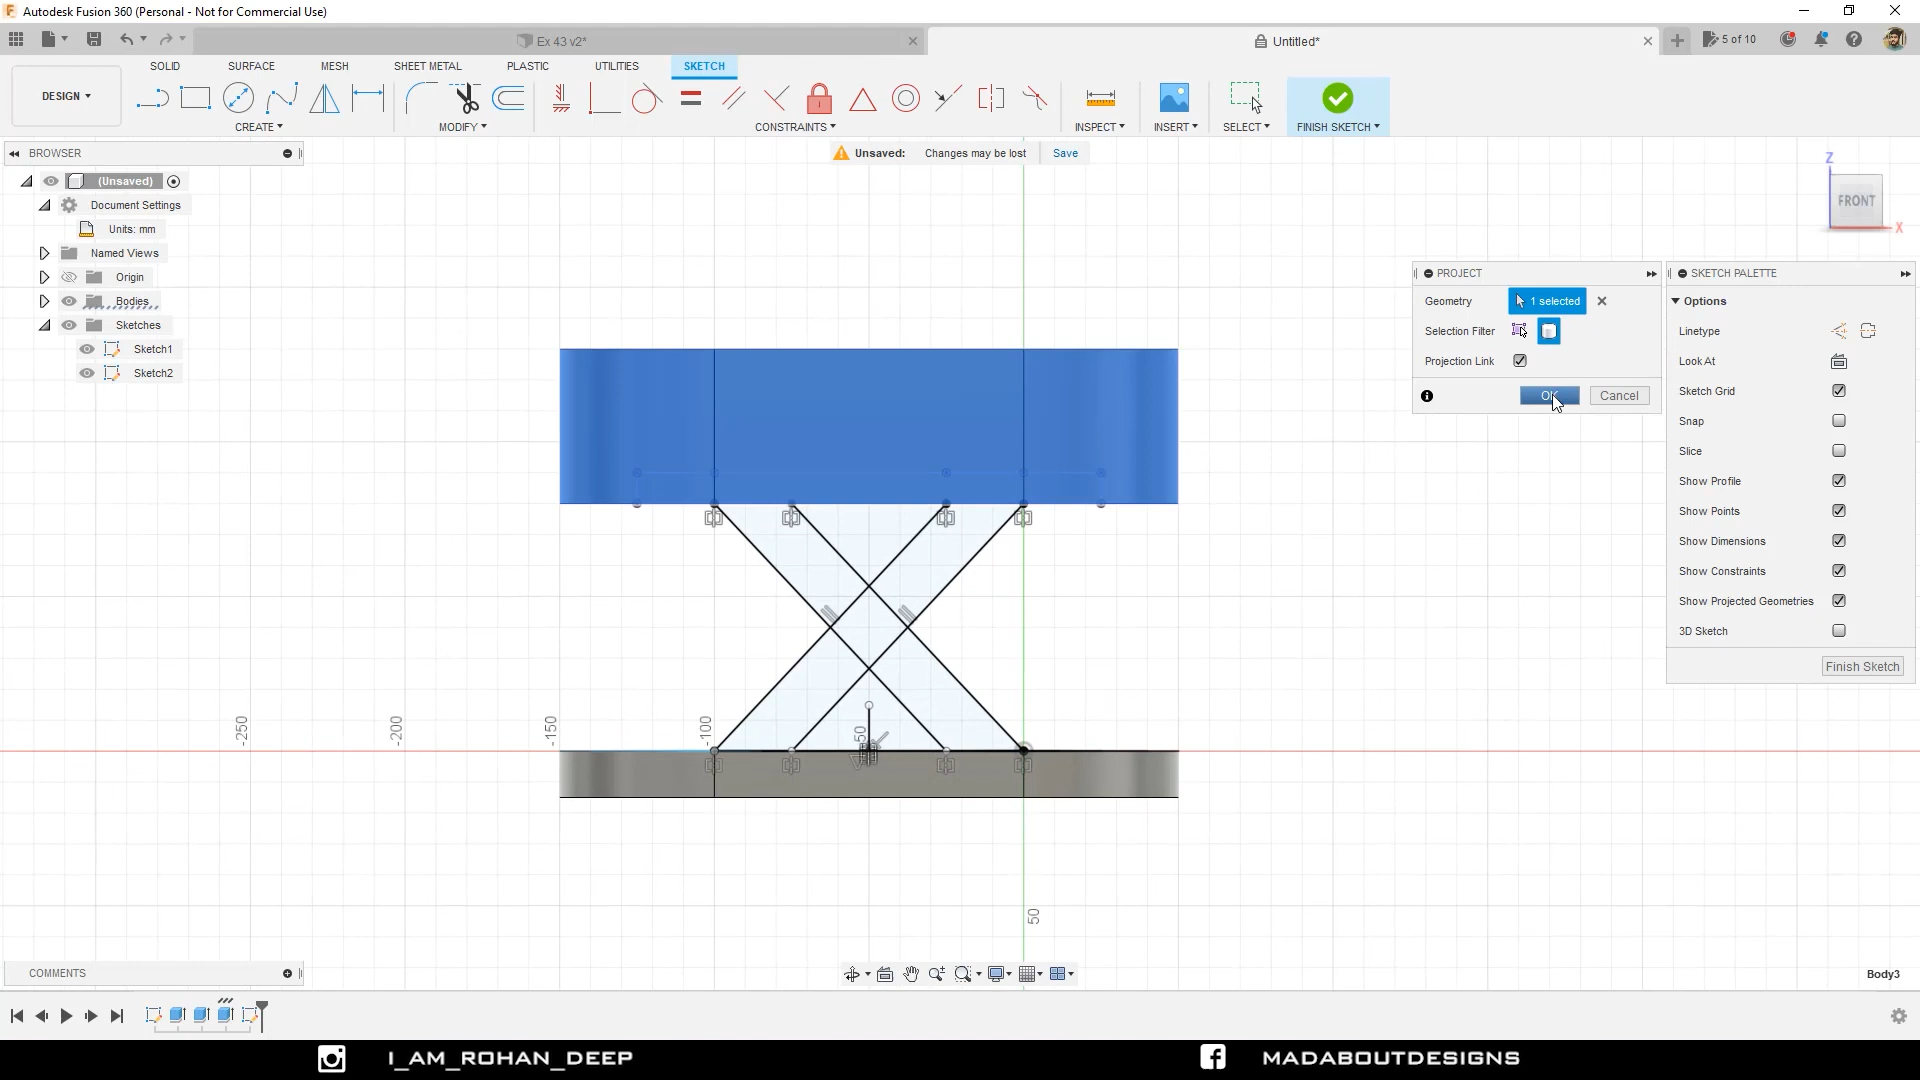 Autodesk Fusion 360 (Personal - Not for Commercial Use)
Ex 43 v2*
Untitled*
5 of 10
DESIGN
SOLID
SURFACE
MESH
SHEET METAL
PLASTIC
UTILITIES
SKETCH
CREATE
MODIFY
CONSTRAINTS
INSPECT
INSERT
SELECT
FINISH SKETCH
BROWSER
Unsaved: Changes may be lost Save
(Unsaved)
Document Settings
Units: mm
Named Views
Origin
Bodies
Sketches
Sketch1
Sketch2
Z
FRONT
X
PROJECT
Geometry
1 selected
Selection Filter
Projection Link
OK
Cancel
SKETCH PALETTE
Options
Linetype
Look At
Sketch Grid
Snap
Slice
Show Profile
Show Points
Show Dimensions
Show Constraints
Show Projected Geometries
3D Sketch
Finish Sketch
-250
-200
-150
-100
-50
50
COMMENTS
Body3
I_AM_ROHAN_DEEP
MADABOUTDESIGNS